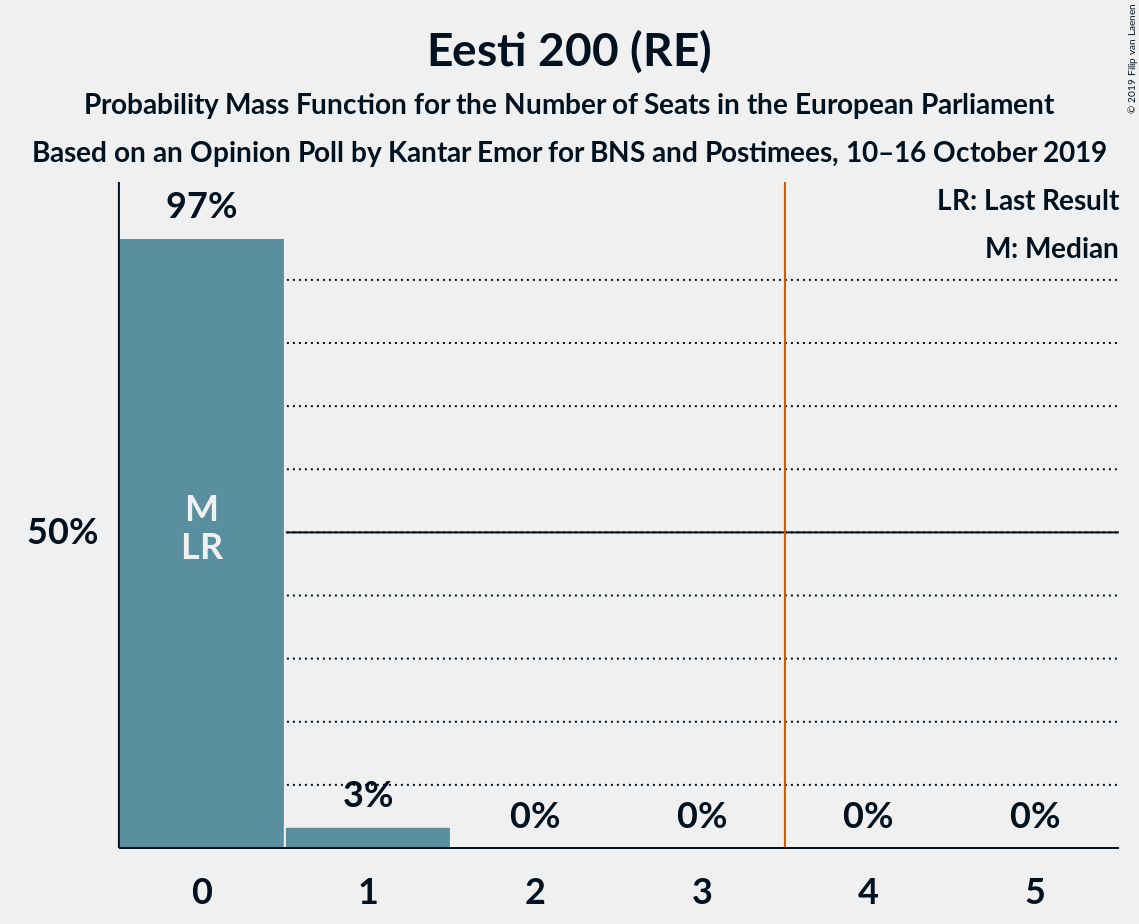 Eesti 200 (RE)
Probability Mass Function for the Number of Seats in the European Parliament
Based on an Opinion Poll by Kantar Emor for BNS and Postimees, 10–16 October 2019
© 2019 Filip van Laenen
LR: Last Result
M: Median
97%
50%
M
LR
3%
0%
0%
0%
0%
0
1
2
3
4
5